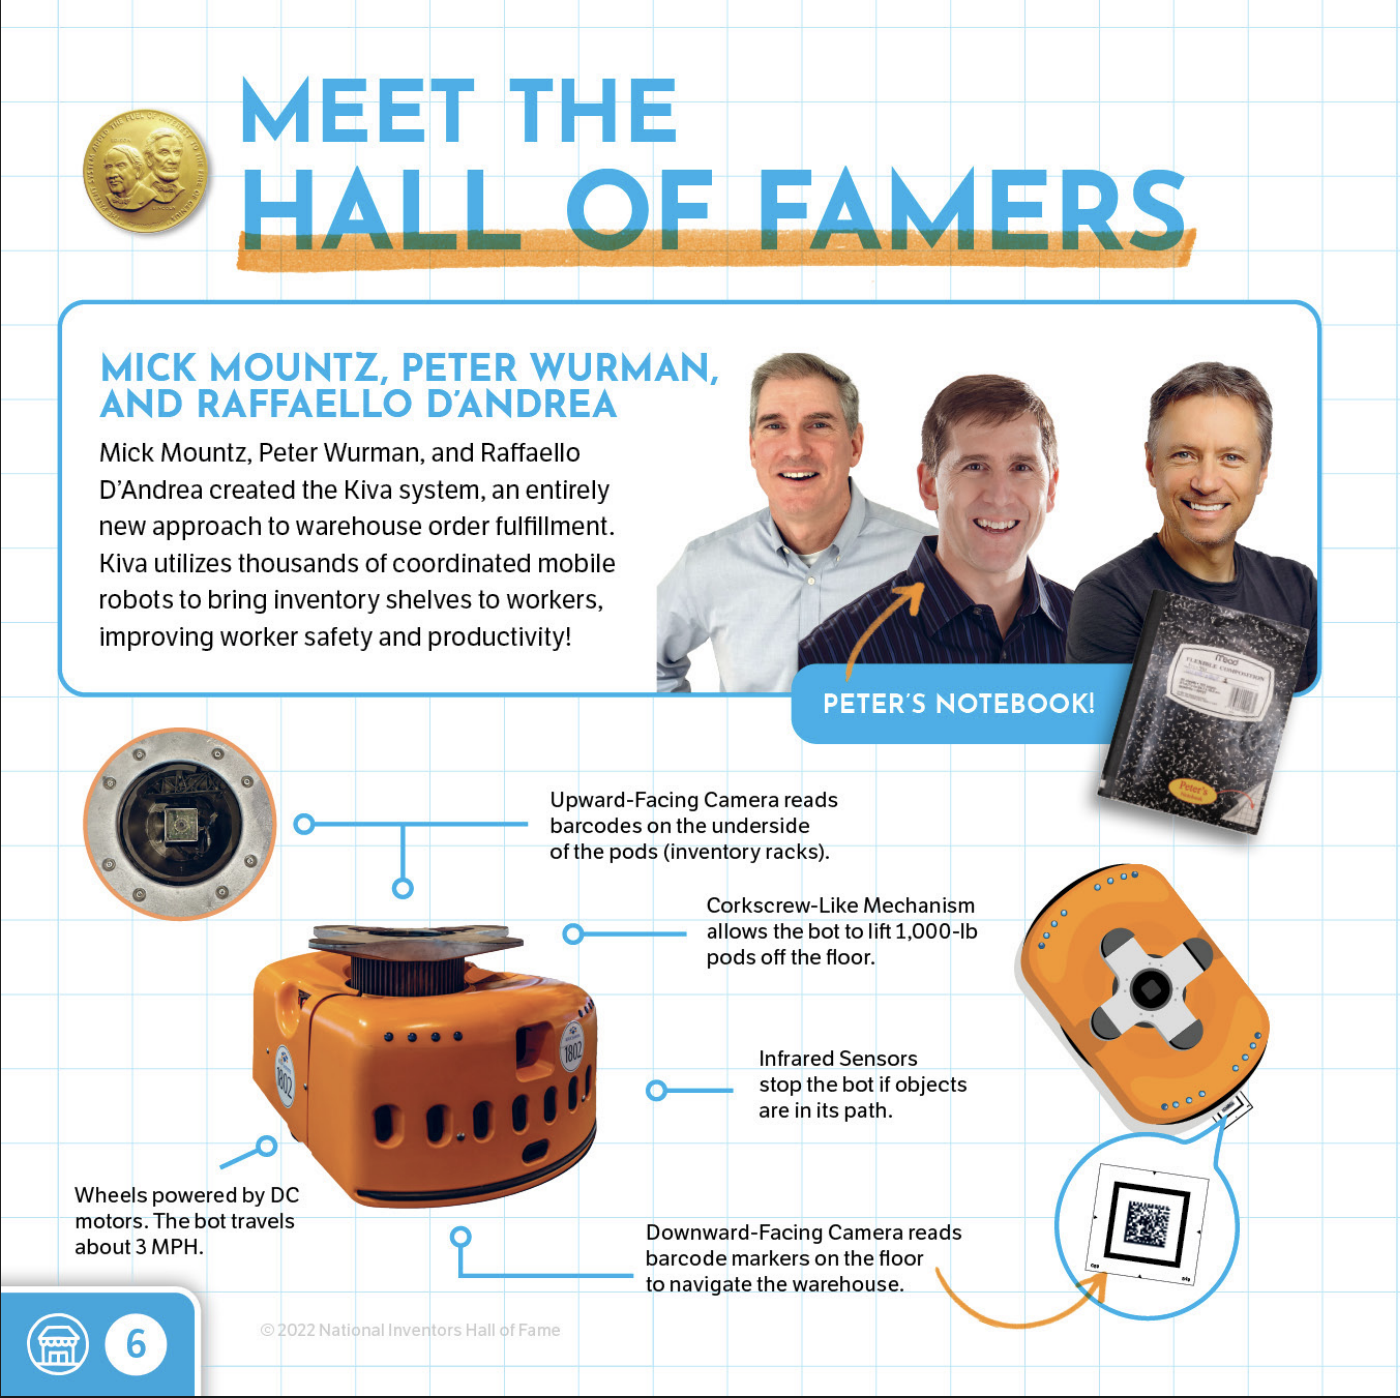 MEET THE
HALL OF FAMERS
MICK MOUNTZ, PETER WURMAN,
AND RAFFAELLO D'ANDREA
Mick Mountz, Peter Wurman, and Raffaello
D'Andrea created the Kiva system, an entirely
new approach to warehouse order fulfillment.
Kiva utilizes thousands of coordinated mobile
robots to bring inventory shelves to workers,
improving worker safety and productivity!
PETER'S NOTEBOOK!
Mead
FLEXIBLE COMPOSITION
Peter's
Notebook
Upward-Facing Camera reads
barcodes on the underside
of the pods (inventory racks).
Corkscrew-Like Mechanism
allows the bot to lift 1,000-lb
pods off the floor.
Infrared Sensors
stop the bot if objects
are in its path.
1802
1802
Wheels powered by DC
motors. The bot travels
about 3 MPH.
Downward-Facing Camera reads
barcode markers on the floor
to navigate the warehouse.
6
© 2022 National Inventors Hall of Fame